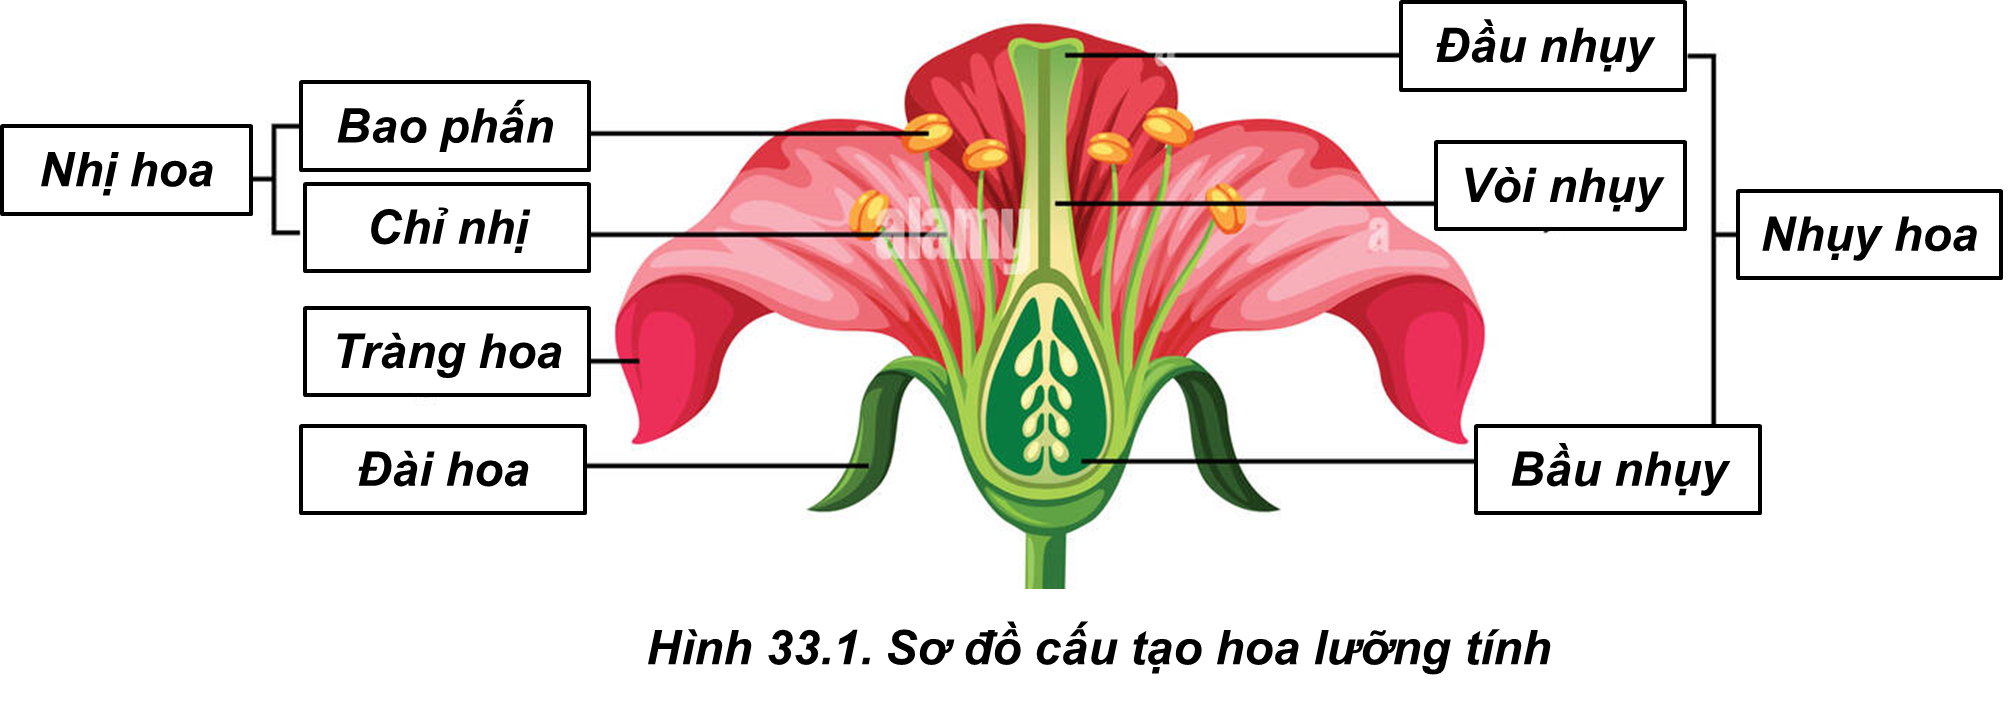 Đầu nhụy
Bao phấn
Nhị hoa
Vòi nhụy
Chỉ nhị
Nhụy hoa
alamy
a
a
Tràng hoa
Đài hoa
Bầu nhụy
Hình 33.1. Sơ đồ cấu tạo hoa lưỡng tính